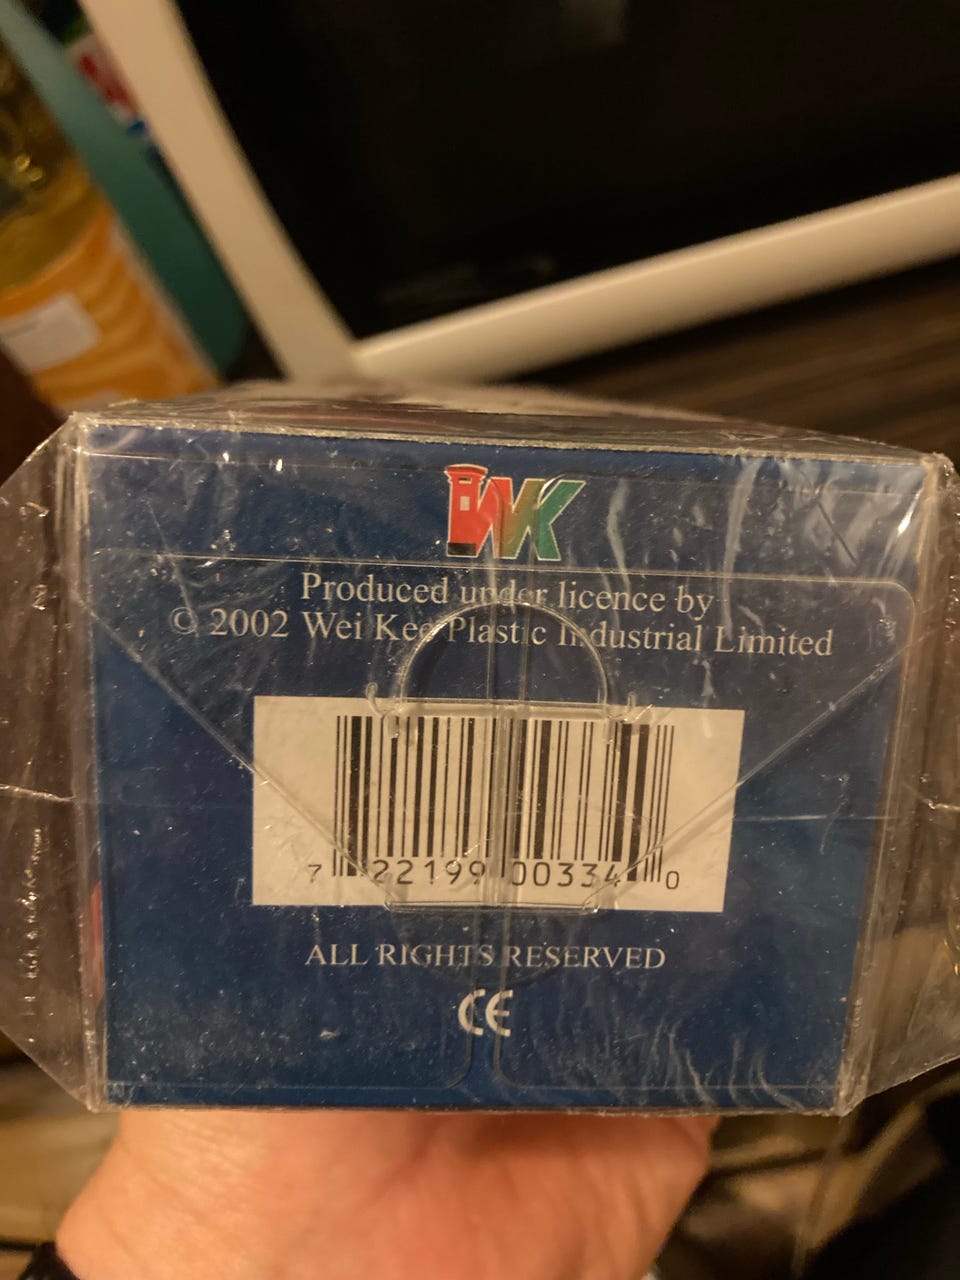 WK
Produced under licence by
© 2002 Wei Kee Plastic Industrial Limited
7 22199 00334 0
ALL RIGHTS RESERVED
CE